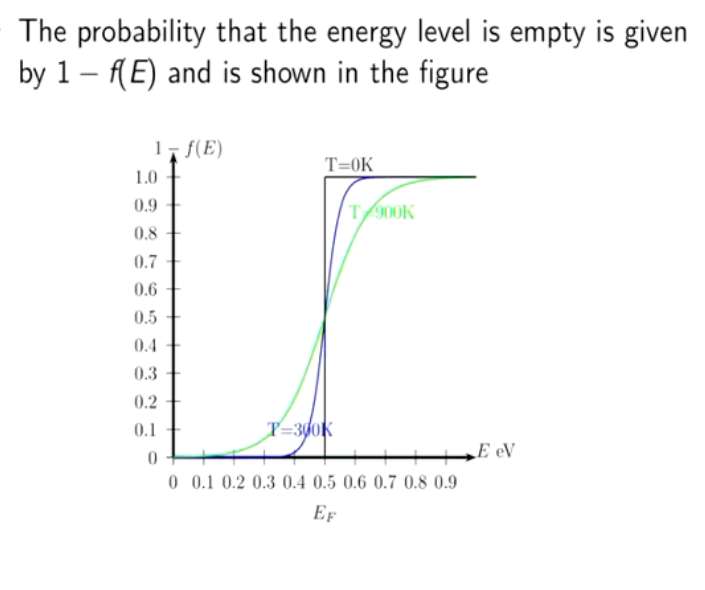 The probability that the energy level is empty is given
by 1 – f(E) and is shown in the figure
1 – f(E)
T=0K
1.0
0.9
T=900K
0.8
0.7
0.6
0.5
0.4
0.3
0.2
0.1
T=300K
0
E eV
0 0.1 0.2 0.3 0.4 0.5 0.6 0.7 0.8 0.9
EF